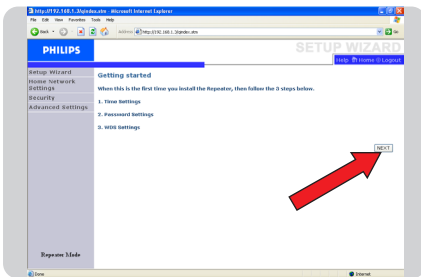 http://192.168.1.3/spindex.stm - Microsoft Internet Explorer
File Edit View Favorites Tools Help
Back
Address http://192.168.1.3/spindex.stm
Go
PHILIPS
SETUP WIZARD
Help Home Logout
Setup Wizard
Home Network Settings
Security
Advanced Settings
Getting started
When this is the first time you install the Repeater, then follow the 3 steps below.
1. Time Settings
2. Password Settings
3. WDS Settings
NEXT
Repeater Mode
Done
Internet